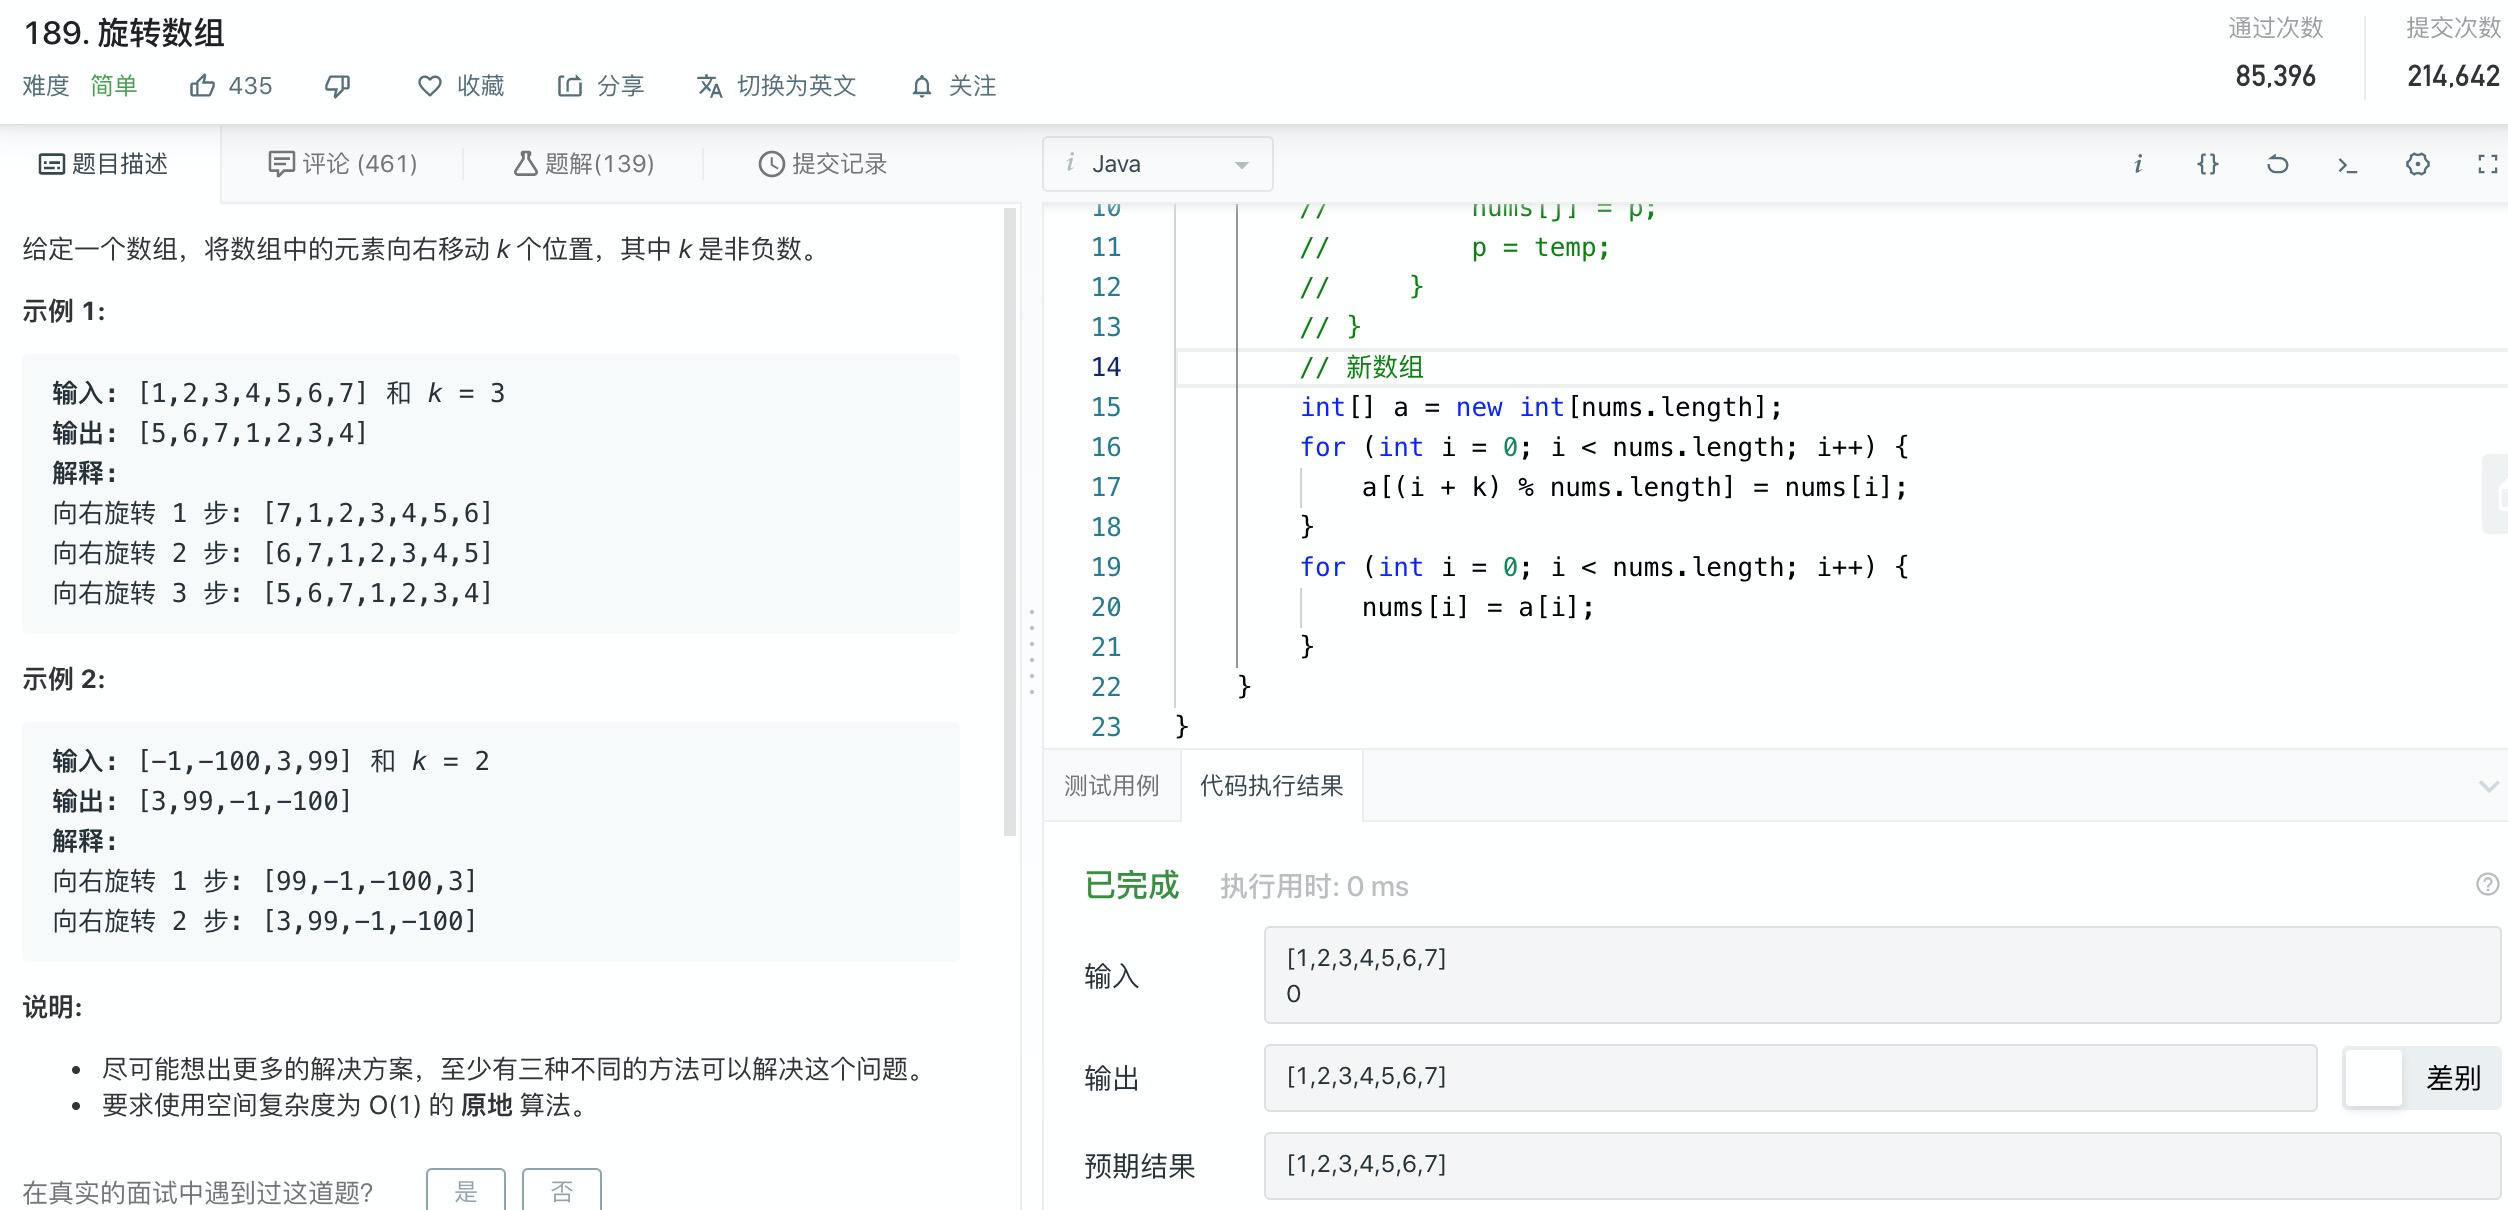 189. 旋转数组
难度 简单 435 收藏 分享 切换为英文 关注
通过次数 提交次数
85,396 214,642
题目描述 评论 (461) 题解(139) 提交记录
给定一个数组，将数组中的元素向右移动 k 个位置，其中 k 是非负数。
示例 1:
输入: [1,2,3,4,5,6,7] 和 k = 3
输出: [5,6,7,1,2,3,4]
解释:
向右旋转 1 步: [7,1,2,3,4,5,6]
向右旋转 2 步: [6,7,1,2,3,4,5]
向右旋转 3 步: [5,6,7,1,2,3,4]
示例 2:
输入: [-1,-100,3,99] 和 k = 2
输出: [3,99,-1,-100]
解释:
向右旋转 1 步: [99,-1,-100,3]
向右旋转 2 步: [3,99,-1,-100]
说明:
• 尽可能想出更多的解决方案，至少有三种不同的方法可以解决这个问题。
• 要求使用空间复杂度为 O(1) 的 原地 算法。
在真实的面试中遇到过这道题? 是 否
i Java
i {} >_
10 // nums[j] = p;
11 // p = temp;
12 // }
13 // }
14 // 新数组
15 int[] a = new int[nums.length];
16 for (int i = 0; i < nums.length; i++) {
17 a[(i + k) % nums.length] = nums[i];
18 }
19 for (int i = 0; i < nums.length; i++) {
20 nums[i] = a[i];
21 }
22 }
23 }
测试用例 代码执行结果
已完成 执行用时: 0 ms
输入
[1,2,3,4,5,6,7]
0
输出 [1,2,3,4,5,6,7] 差别
预期结果 [1,2,3,4,5,6,7]